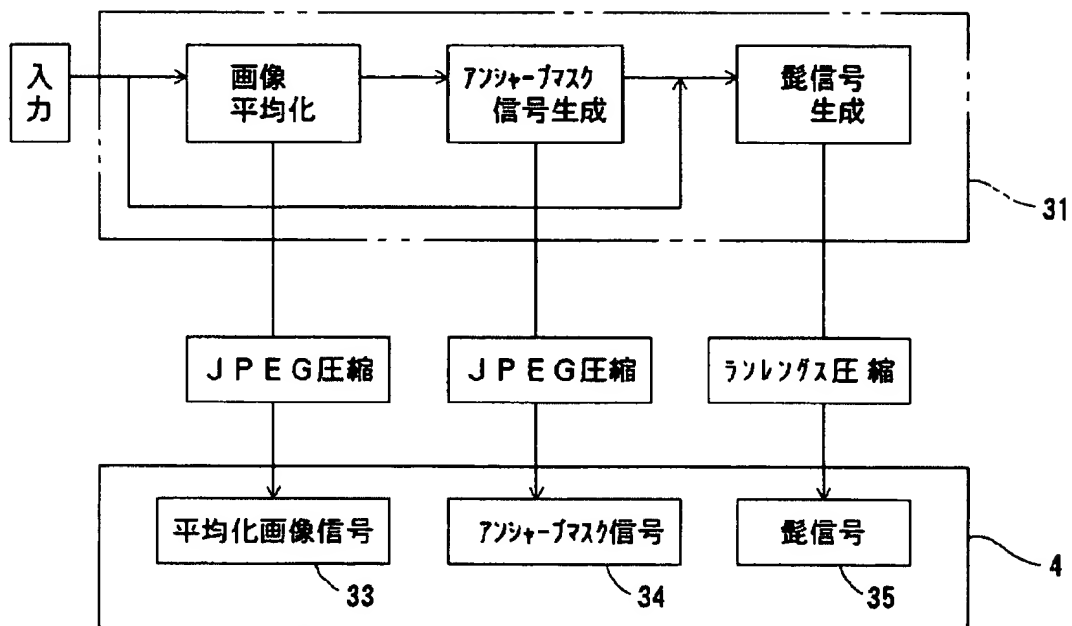 入力
画像
平均化
アンシャープマスク
信号生成
髭信号
生成
31
JPEG圧縮
JPEG圧縮
ランレングス圧縮
平均化画像信号
アンシャープマスク信号
髭信号
33
34
35
4